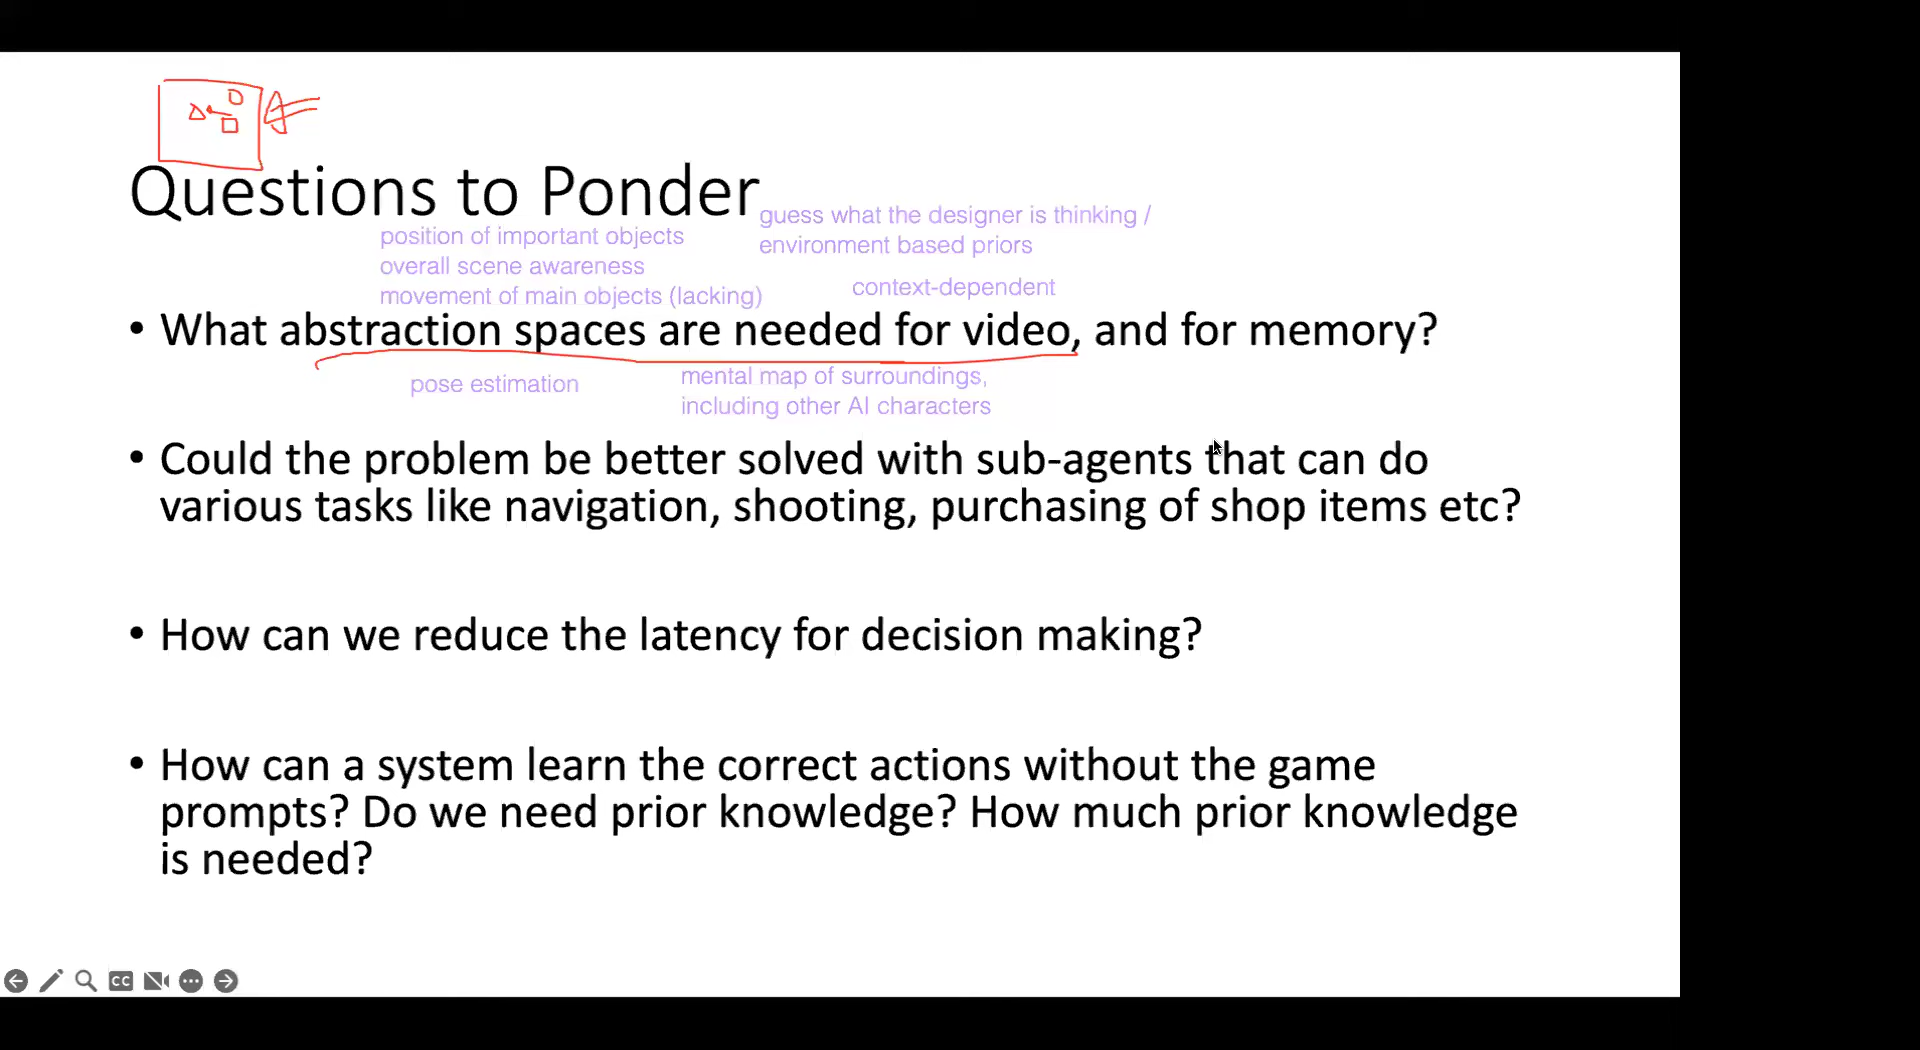 Questions to Ponder
guess what the designer is thinking /
environment based priors
position of important objects
overall scene awareness
movement of main objects (lacking)
context-dependent
• What abstraction spaces are needed for video, and for memory?
pose estimation
mental map of surroundings,
including other AI characters
• Could the problem be better solved with sub-agents that can do
various tasks like navigation, shooting, purchasing of shop items etc?
• How can we reduce the latency for decision making?
• How can a system learn the correct actions without the game
prompts? Do we need prior knowledge? How much prior knowledge
is needed?
CC